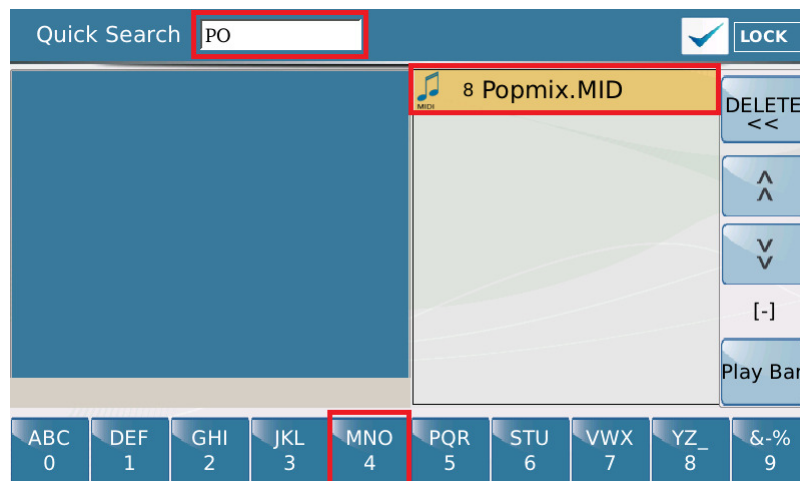 Quick Search PO LOCK
MIDI 8 Popmix.MID
DELETE
<<
[-]
Play Bar
ABC DEF GHI JKL MNO PQR STU VWX YZ_ &-%
0 1 2 3 4 5 6 7 8 9